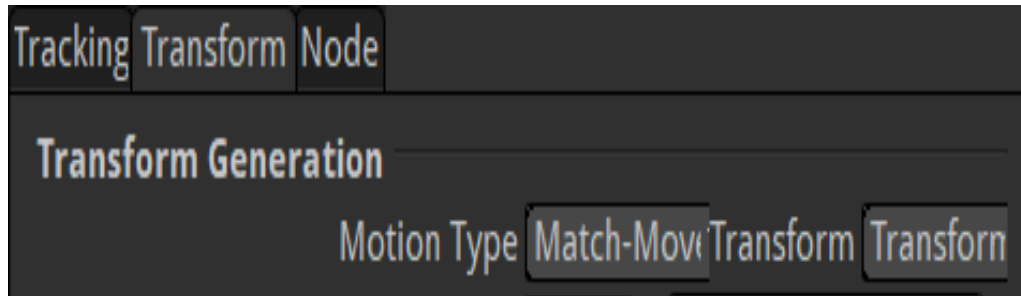 Tracking Transform Node
Transform Generation
Motion Type Match-Move Transform Transform